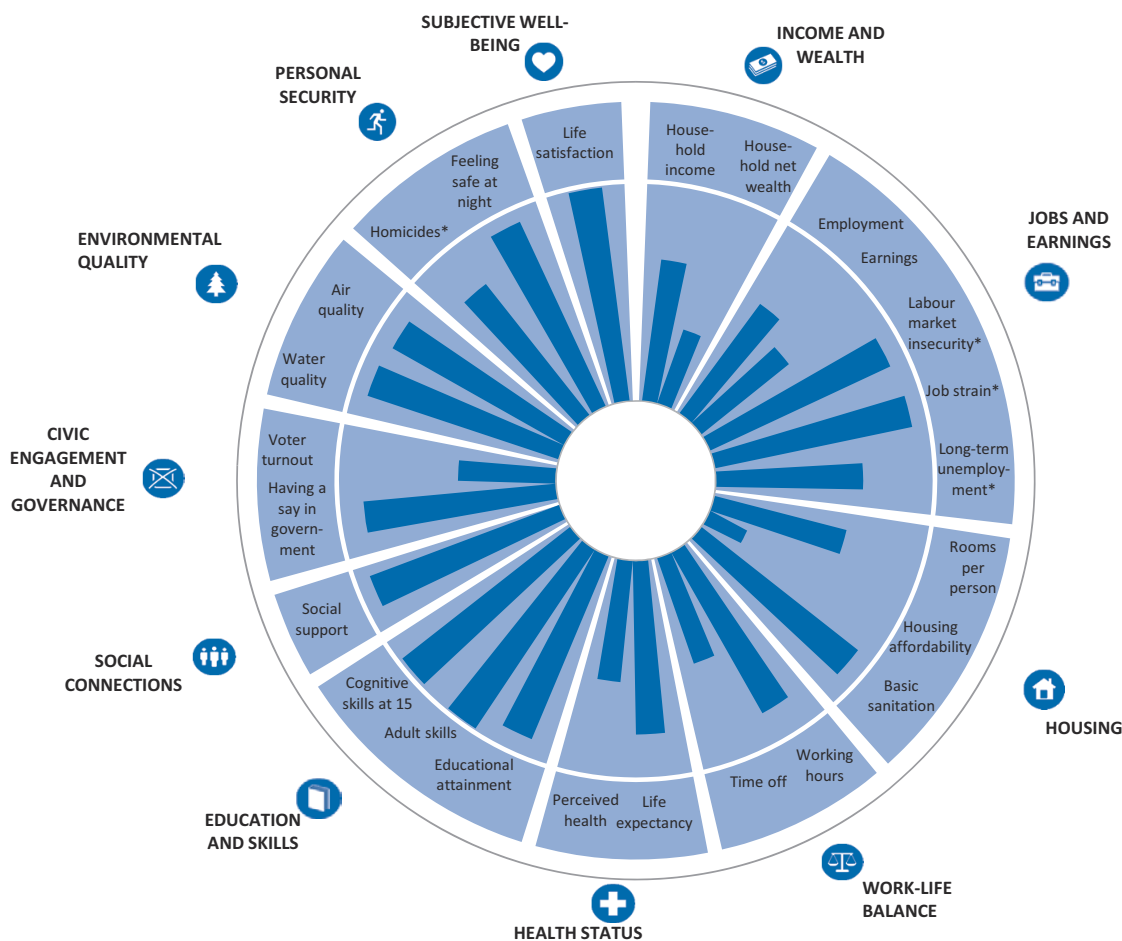 SUBJECTIVE WELL-
BEING
INCOME AND
WEALTH
PERSONAL
SECURITY
Life
satisfaction
House-
hold
income
House-
hold net
wealth
Feeling
safe at
night
Homicides*
JOBS AND
EARNINGS
Employment
Earnings
Labour
market
insecurity*
Job strain*
Long-term
unemploy-
ment*
ENVIRONMENTAL
QUALITY
Air
quality
Water
quality
CIVIC
ENGAGEMENT
AND
GOVERNANCE
Voter
turnout
Having a
say in
govern-
ment
Rooms
per
person
Housing
affordability
Basic
sanitation
HOUSING
Social
support
SOCIAL
CONNECTIONS
Cognitive
skills at 15
Adult skills
Educational
attainment
EDUCATION
AND SKILLS
Perceived
health
Life
expectancy
HEALTH STATUS
Time off
Working
hours
WORK-LIFE
BALANCE